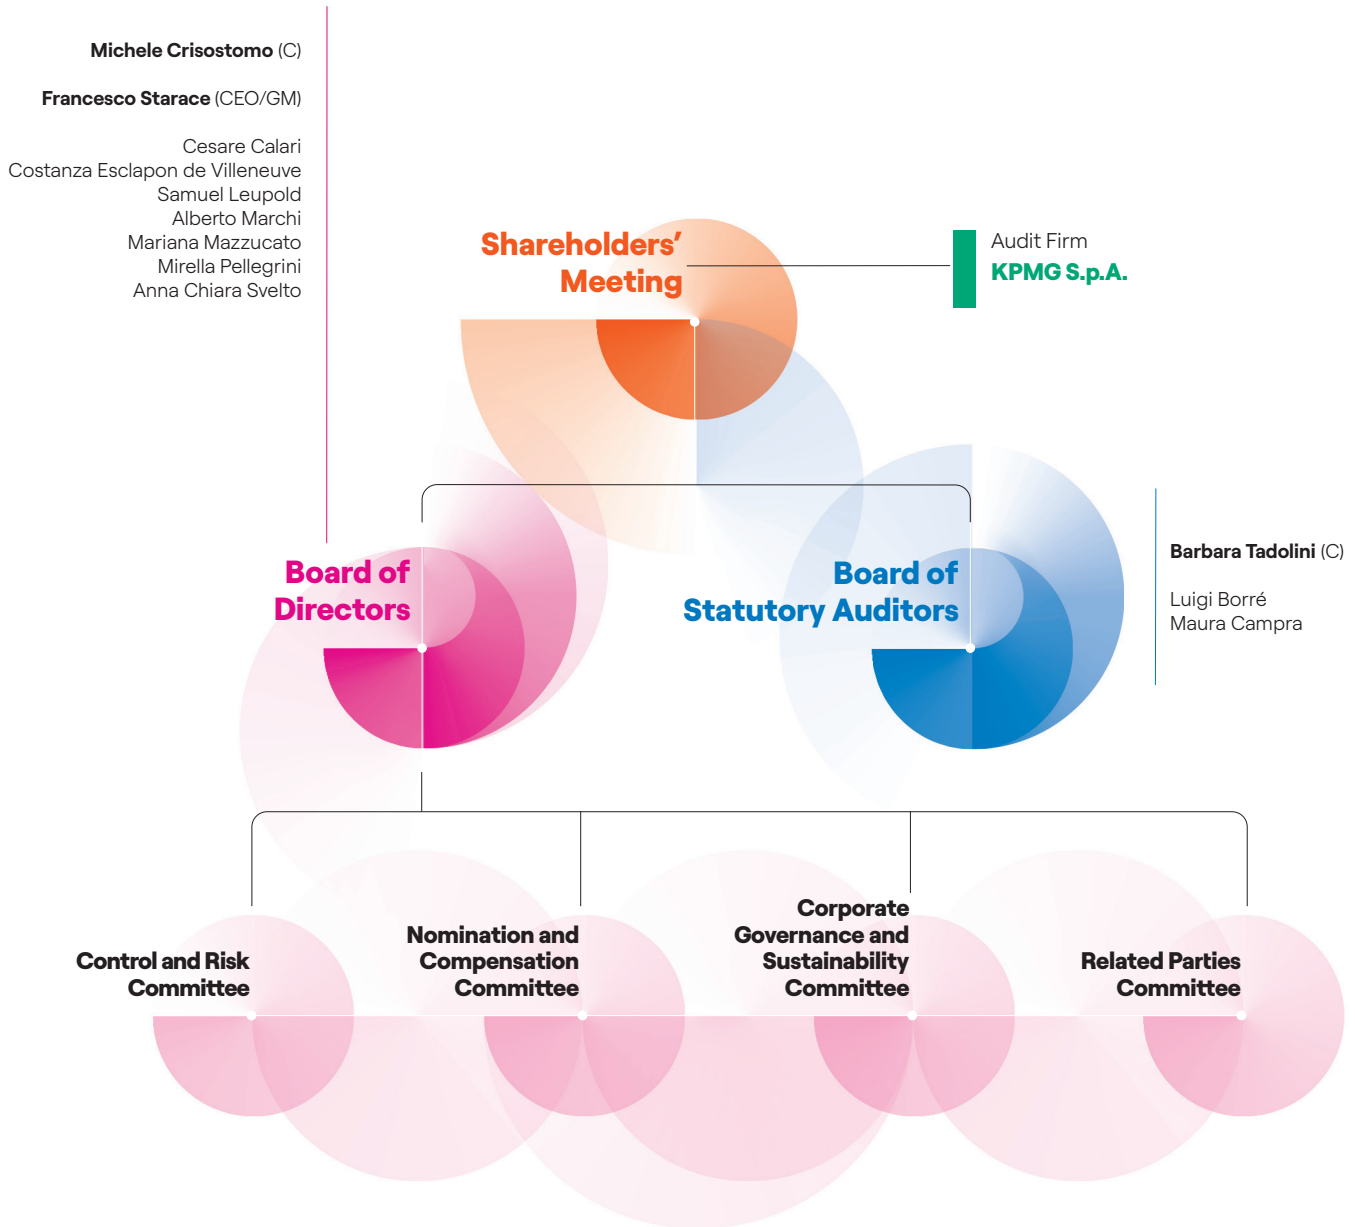 Michele Crisostomo (C)
Francesco Starace (CEO/GM)
Cesare Calari
Costanza Esclapon de Villeneuve
Samuel Leupold
Alberto Marchi
Mariana Mazzucato
Mirella Pellegrini
Anna Chiara Svelto
Shareholders’
Meeting
Audit Firm
KPMG S.p.A.
Board of
Directors
Board of
Statutory Auditors
Barbara Tadolini (C)
Luigi Borré
Maura Campra
Control and Risk
Committee
Nomination and
Compensation
Committee
Corporate
Governance and
Sustainability
Committee
Related Parties
Committee